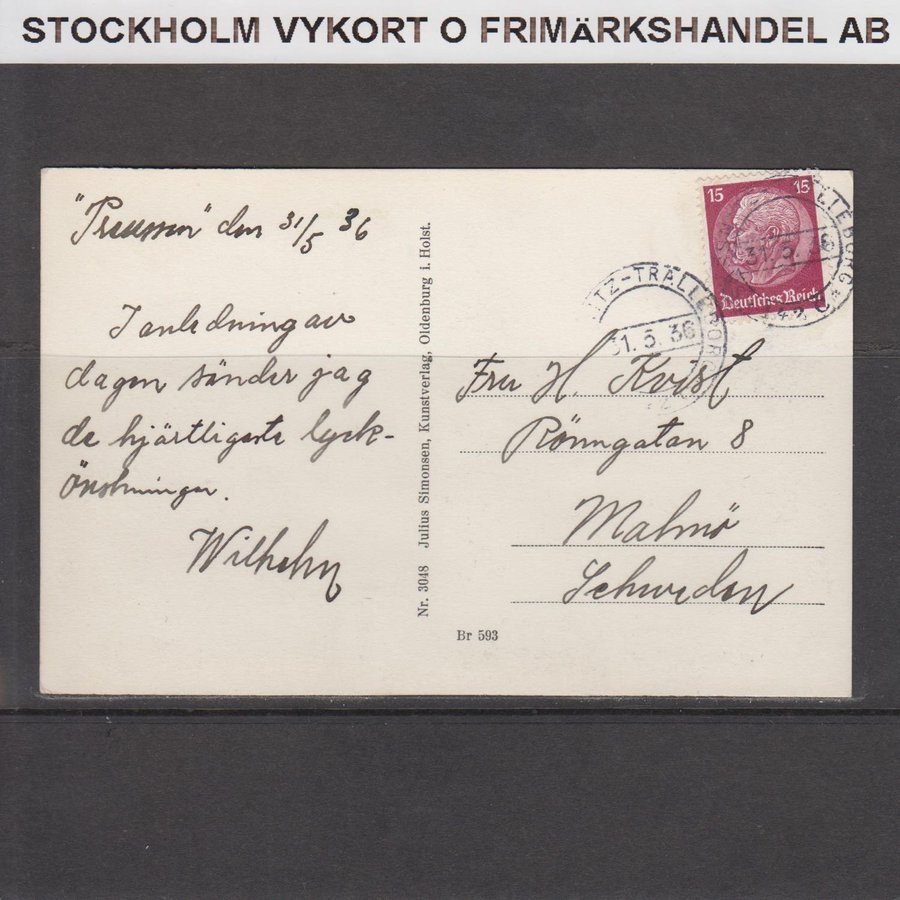 STOCKHOLM VYKORT O FRIMÄRKSHANDEL AB
"Preussen" den 31/5 36
I anledning av
dagen sänder jag
de hjärtligaste lyck-
önskningar.
Wilhelm
Nr. 3048 Julius Simonsen, Kunstverlag, Oldenburg i. Holst.
Br 593
15 15
Deutsches Reich
TZ-TRÄLLEBORG
31.5.36
Fru H. Kvist
Rönngatan 8
Malmö
Schweden